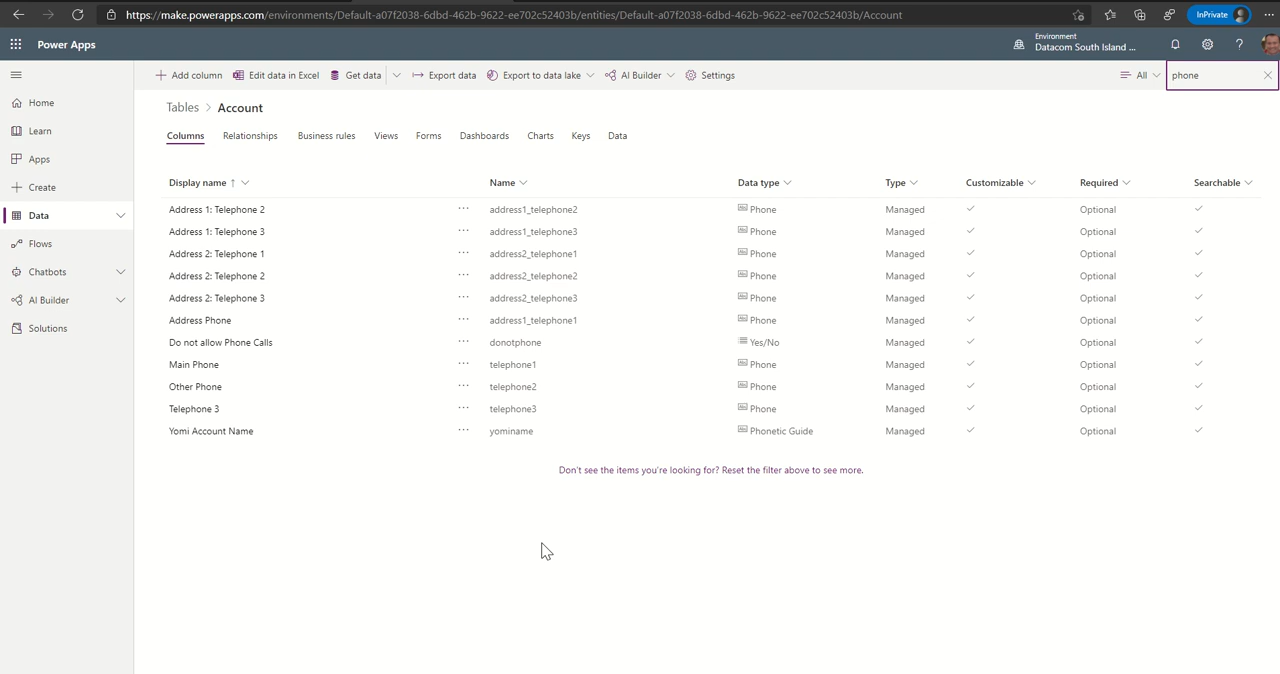 https://make.powerapps.com/environments/Default-a07f2038-6dbd-462b-9622-ee702c52403b/entities/Default-a07f2038-6dbd-462b-9622-ee702c52403b/Account
InPrivate
Power Apps
Environment
Datacom South Island ...
Add column Edit data in Excel Get data Export data Export to data lake AI Builder Settings All phone
Home
Learn
Apps
Create
Data
Flows
Chatbots
AI Builder
Solutions
Tables > Account
Columns Relationships Business rules Views Forms Dashboards Charts Keys Data
Display name ↑ Name Data type Type Customizable Required Searchable
Address 1: Telephone 2 ... address1_telephone2 Phone Managed ✓ Optional ✓
Address 1: Telephone 3 ... address1_telephone3 Phone Managed ✓ Optional ✓
Address 2: Telephone 1 ... address2_telephone1 Phone Managed ✓ Optional ✓
Address 2: Telephone 2 ... address2_telephone2 Phone Managed ✓ Optional ✓
Address 2: Telephone 3 ... address2_telephone3 Phone Managed ✓ Optional ✓
Address Phone ... address1_telephone1 Phone Managed ✓ Optional ✓
Do not allow Phone Calls ... donotphone Yes/No Managed ✓ Optional ✓
Main Phone ... telephone1 Phone Managed ✓ Optional ✓
Other Phone ... telephone2 Phone Managed ✓ Optional ✓
Telephone 3 ... telephone3 Phone Managed ✓ Optional ✓
Yomi Account Name ... yominame Phonetic Guide Managed ✓ Optional ✓
Don't see the items you're looking for? Reset the filter above to see more.